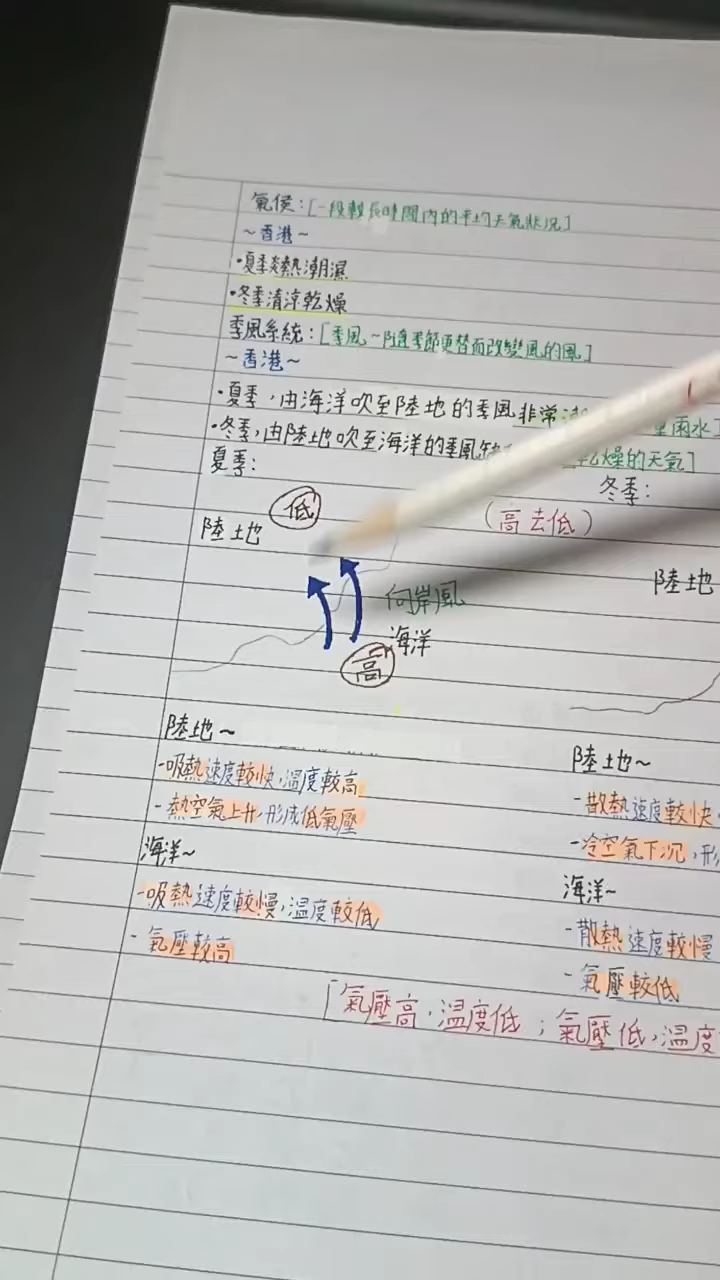 氣侯:[一段較長時間內的平均天氣狀況]
~香港~
·夏季炎熱潮濕
·冬季清涼乾燥
季風系統:[季風~隨季節更替而改變風的風]
~香港~
·夏季,由海洋吹至陸地的季風非常 雨水]
·冬季,由陸地吹至海洋的季風 乾燥的天氣]
夏季:
冬季:
低
(高去低)
陸地
陸地
向岸風
海洋
高
陸地~
-吸熱速度較快,溫度較高
-熱空氣上升,形成低氣壓
海洋~
-吸熱速度較慢,溫度較低
-氣壓較高
陸地~
-散熱速度較快,
-冷空氣下沉,形
海洋~
-散熱速度較慢
-氣壓較低
「氣壓高,溫度低;氣壓低,溫度